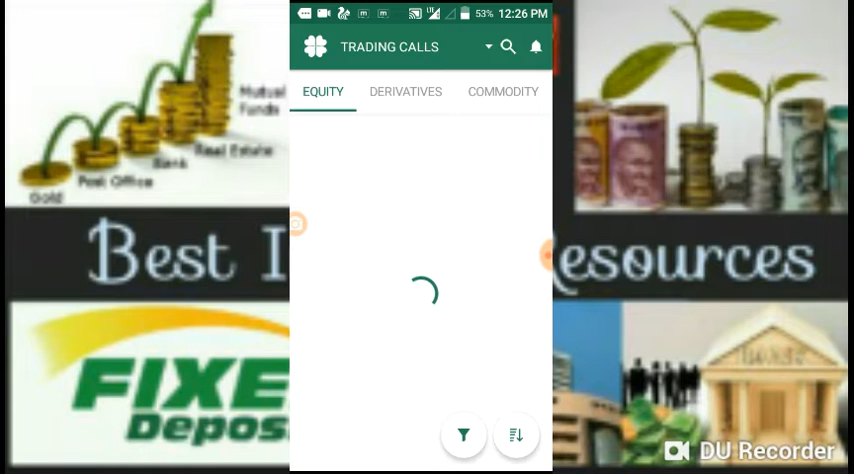 53% 12:26 PM
TRADING CALLS
EQUITY DERIVATIVES COMMODITY
Mutual
Funds
Real Estate
Bank
Post Office
Gold
Best I
esources
FIXE
Depos
DU Recorder